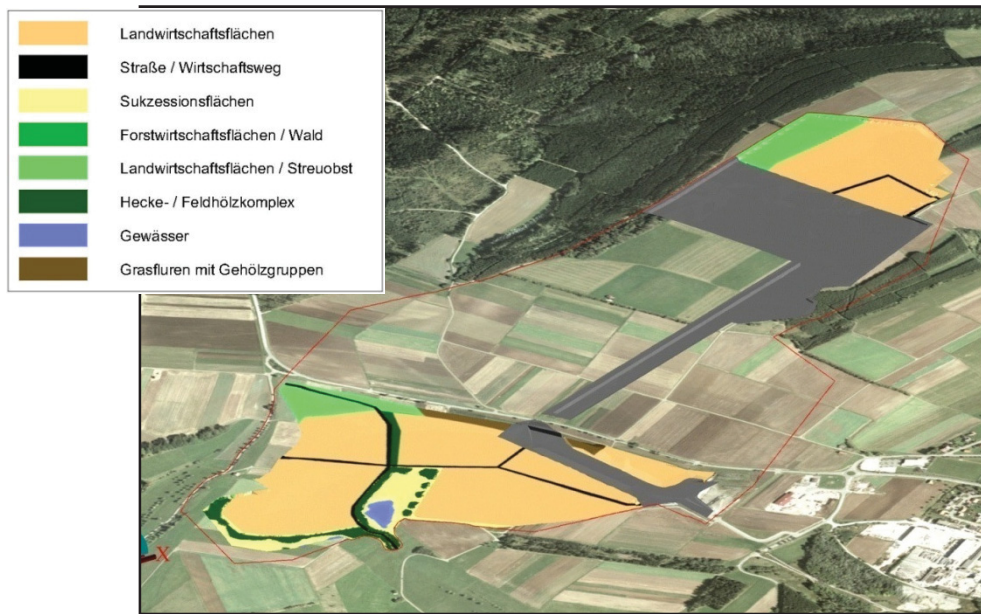 Landwirtschaftsflächen
Straße / Wirtschaftsweg
Sukzessionsflächen
Forstwirtschaftsflächen / Wald
Landwirtschaftsflächen / Streuobst
Hecke- / Feldhölzkomplex
Gewässer
Grasfluren mit Gehölzgruppen
X